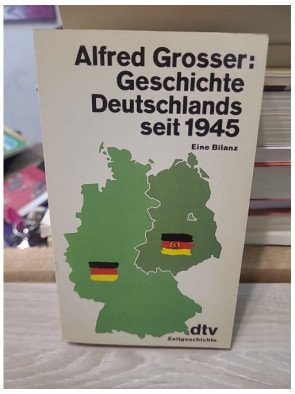 Alfred Grosser:
Geschichte
Deutschlands
seit 1945
Eine Bilanz
dtv
Zeitgeschichte